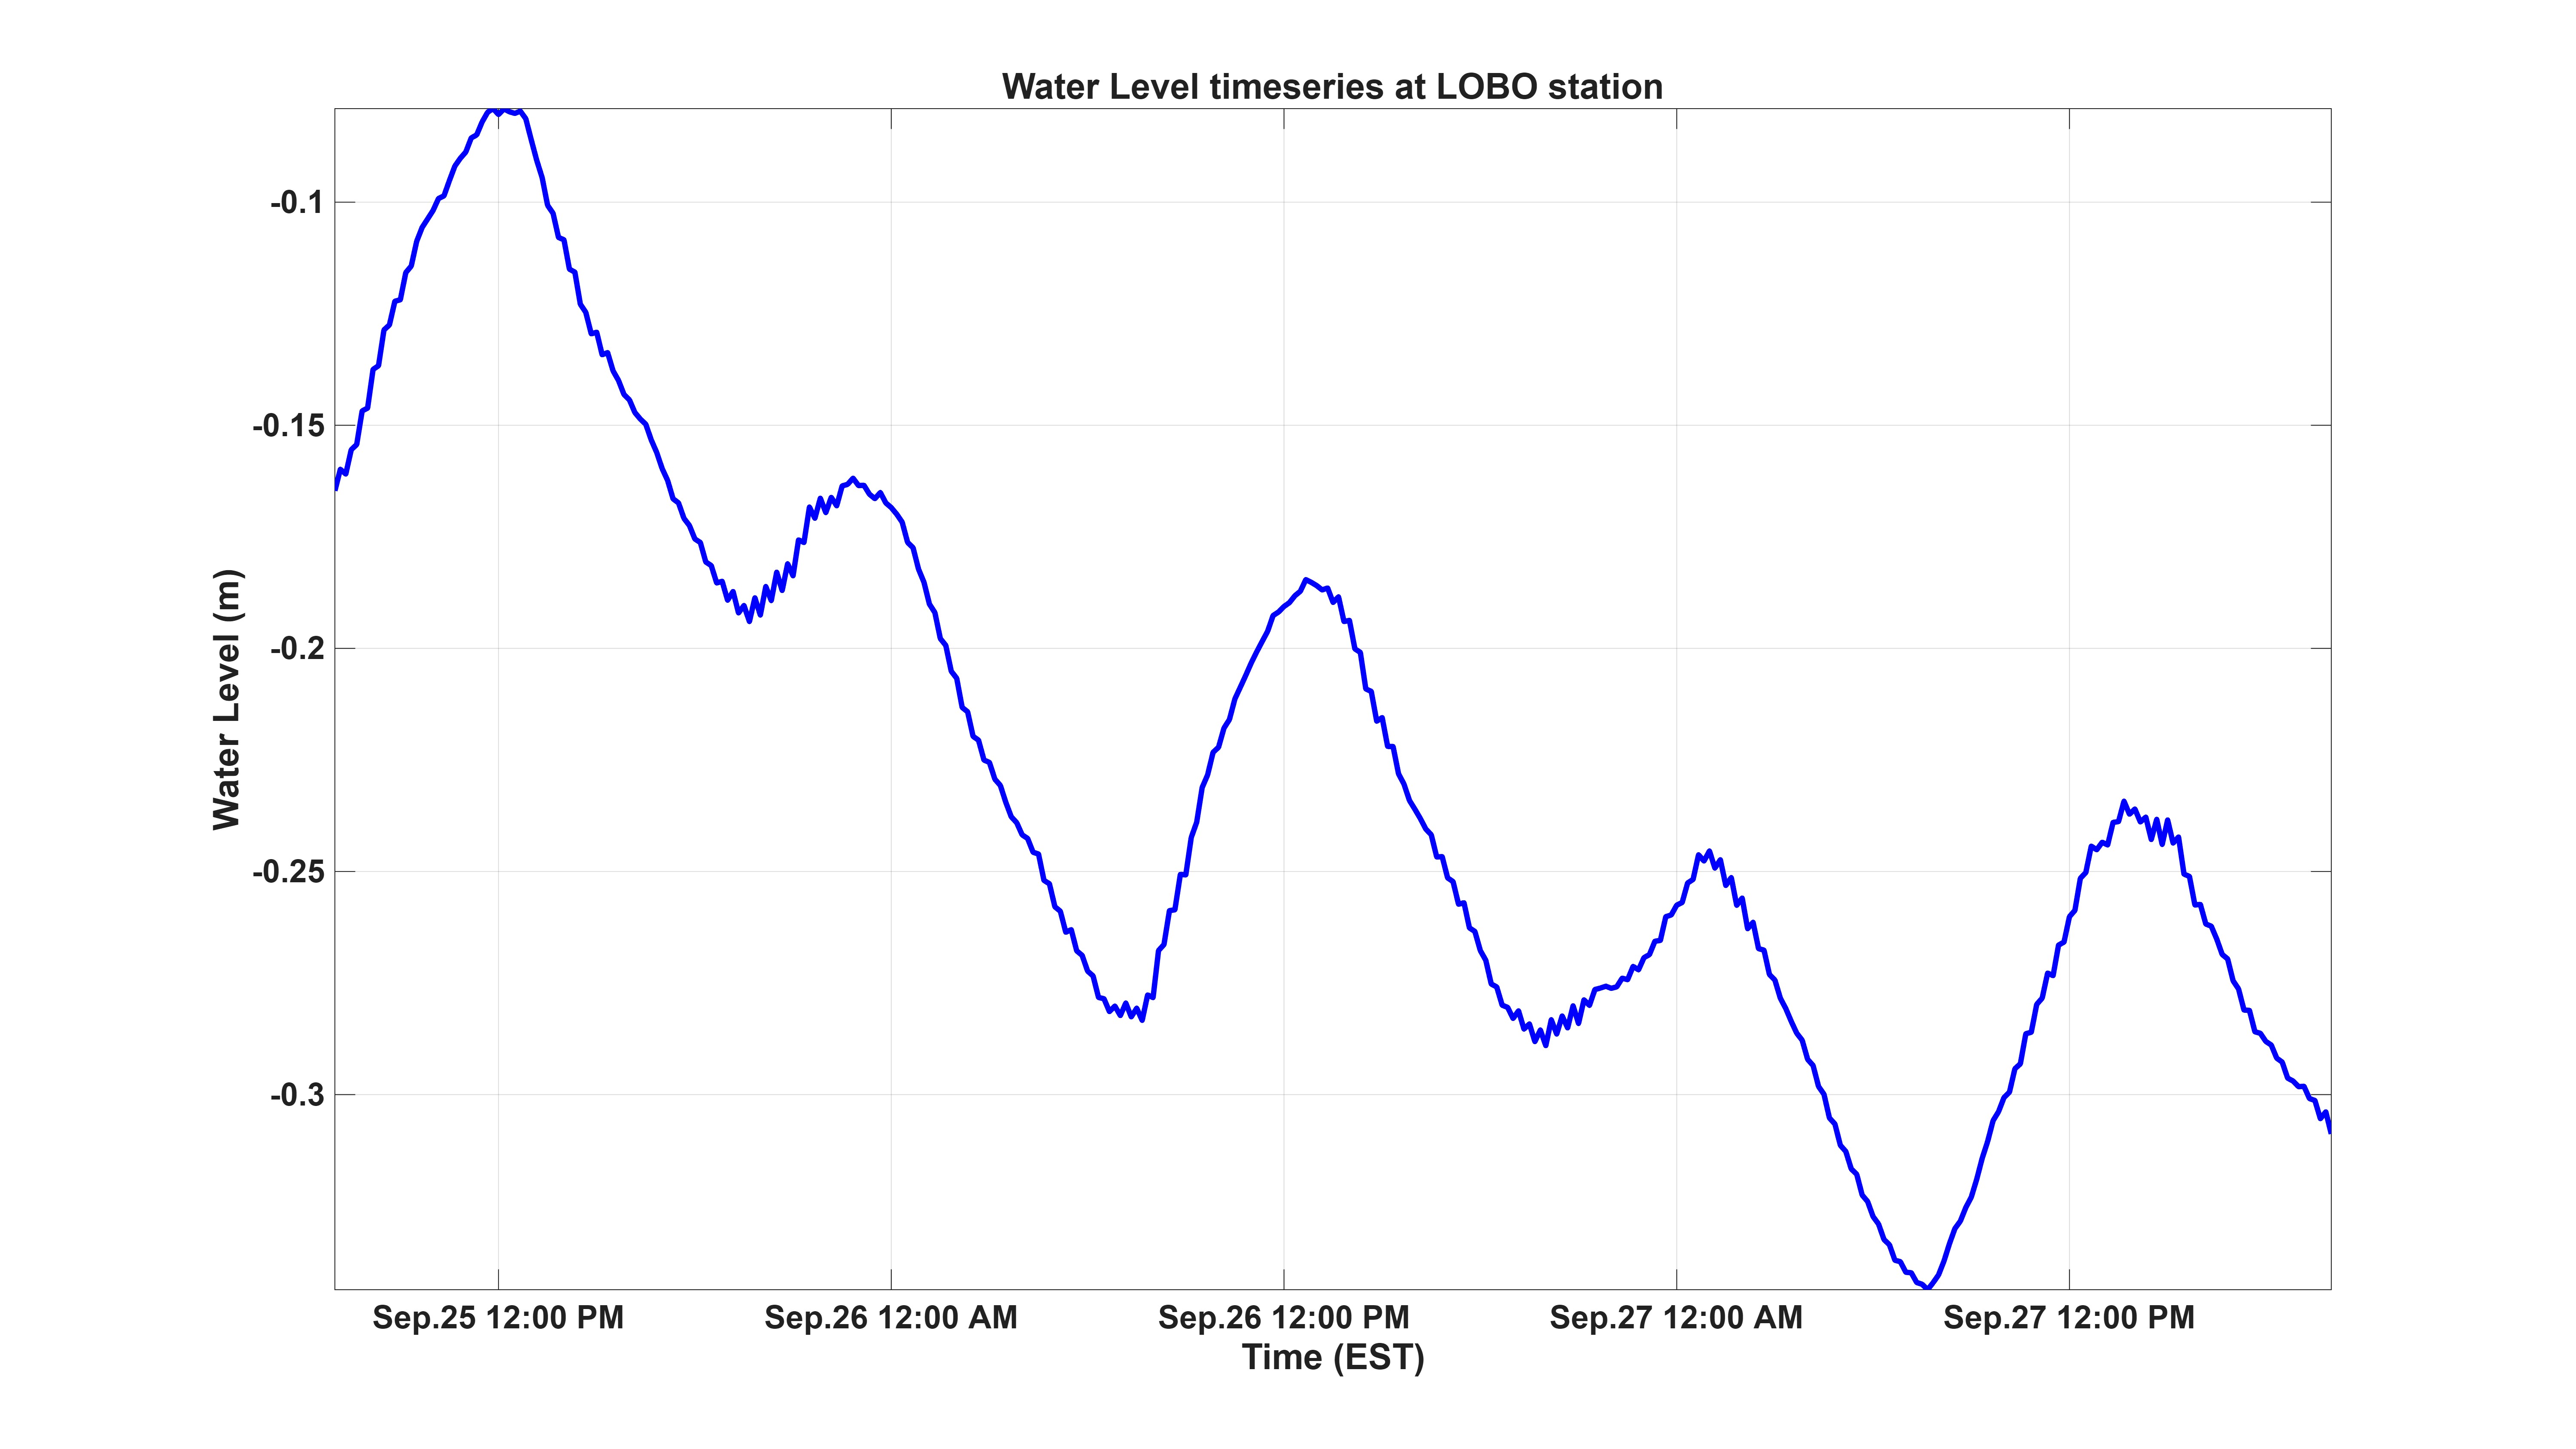 Water Level timeseries at LOBO station
-0.1
-0.15
-0.2
-0.25
-0.3
Water Level (m)
Sep.25 12:00 PM
Sep.26 12:00 AM
Sep.26 12:00 PM
Sep.27 12:00 AM
Sep.27 12:00 PM
Time (EST)